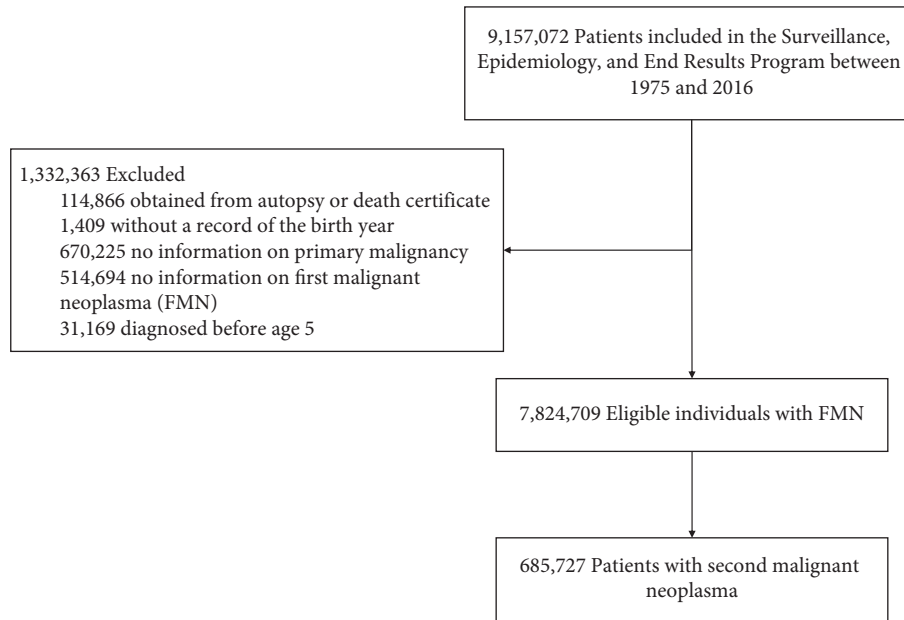 9,157,072 Patients included in the Surveillance,
Epidemiology, and End Results Program between
1975 and 2016
1,332,363 Excluded
114,866 obtained from autopsy or death certificate
1,409 without a record of the birth year
670,225 no information on primary malignancy
514,694 no information on first malignant
neoplasma (FMN)
31,169 diagnosed before age 5
7,824,709 Eligible individuals with FMN
685,727 Patients with second malignant
neoplasma